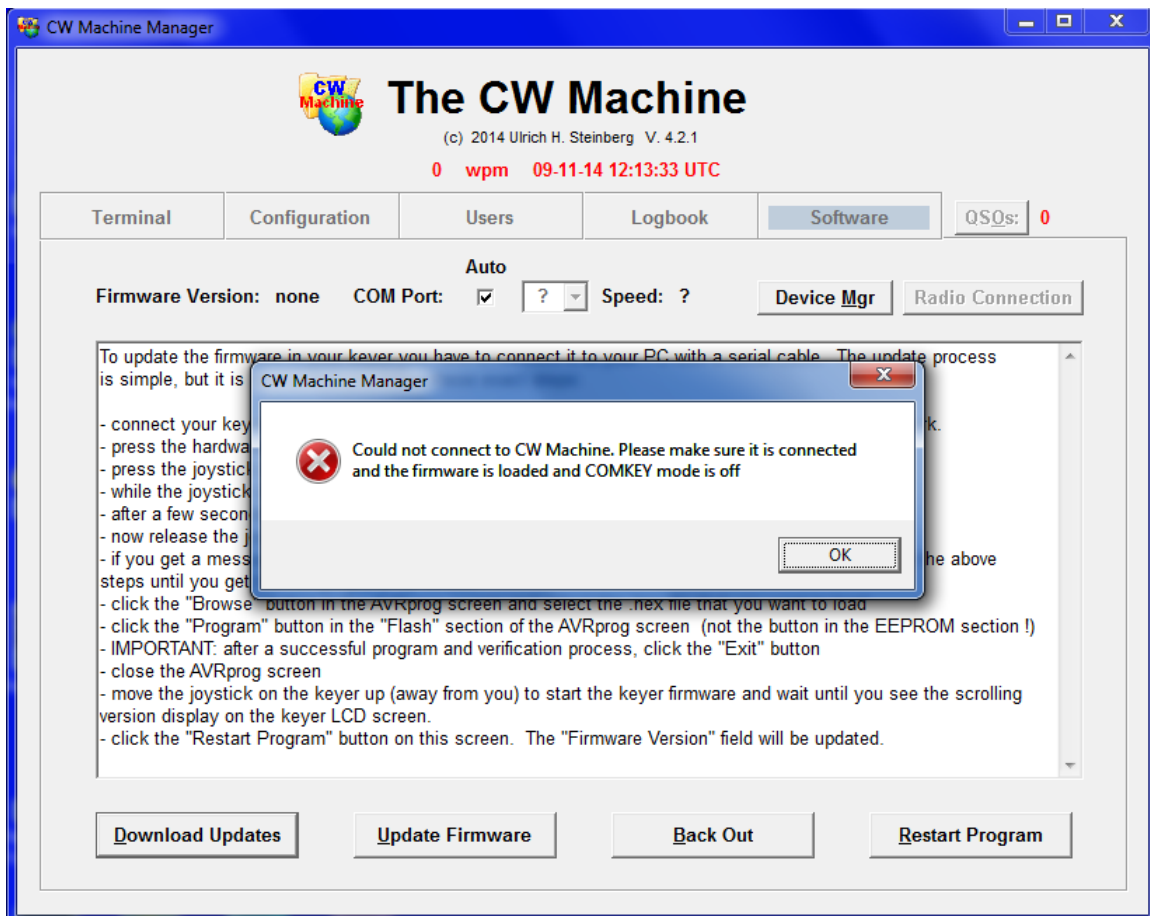 CW Machine Manager
CW
Machine
The CW Machine
(c) 2014 Ulrich H. Steinberg V. 4.2.1
0 wpm 09-11-14 12:13:33 UTC
Terminal Configuration Users Logbook Software QSOs: 0
Auto
Firmware Version: none COM Port: ? Speed: ? Device Mgr Radio Connection
To update the firmware in your keyer you have to connect it to your PC with a serial cable. The update process
is simple, but it is
CW Machine Manager
- connect your
- press the
- press the
- while the
- after a few
- now release the
- if you get a he above
steps until you get
Could not connect to CW Machine. Please make sure it is connected
and the firmware is loaded and COMKEY mode is off
OK
- click the "Browse" button in the AVRprog screen and select the .hex file that you want to load
- click the "Program" button in the "Flash" section of the AVRprog screen (not the button in the EEPROM section !)
- IMPORTANT: after a successful program and verification process, click the "Exit" button
- close the AVRprog screen
- move the joystick on the keyer up (away from you) to start the keyer firmware and wait until you see the scrolling
version display on the keyer LCD screen.
- click the "Restart Program" button on this screen. The "Firmware Version" field will be updated.
Download Updates Update Firmware Back Out Restart Program